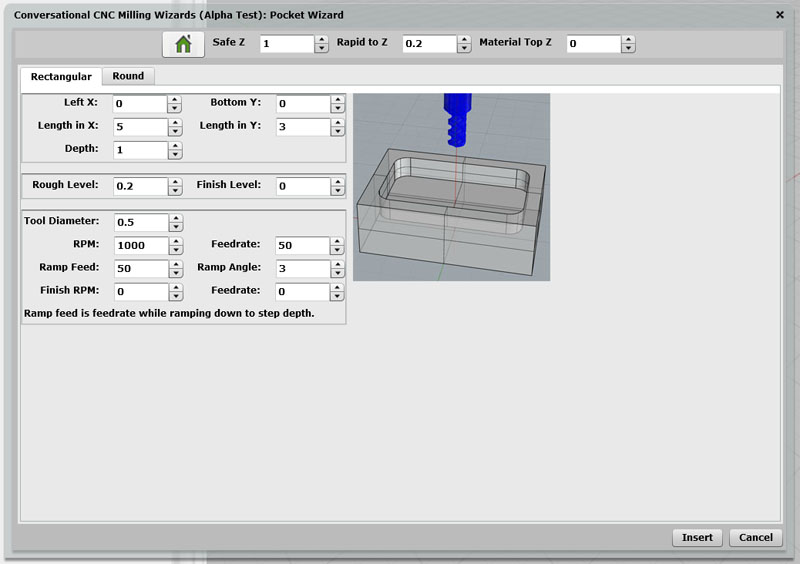 Conversational CNC Milling Wizards (Alpha Test): Pocket Wizard
Safe Z 1 Rapid to Z 0.2 Material Top Z 0
Rectangular Round
Left X: 0 Bottom Y: 0
Length in X: 5 Length in Y: 3
Depth: 1
Rough Level: 0.2 Finish Level: 0
Tool Diameter: 0.5
RPM: 1000 Feedrate: 50
Ramp Feed: 50 Ramp Angle: 3
Finish RPM: 0 Feedrate: 0
Ramp feed is feedrate while ramping down to step depth.
Insert Cancel